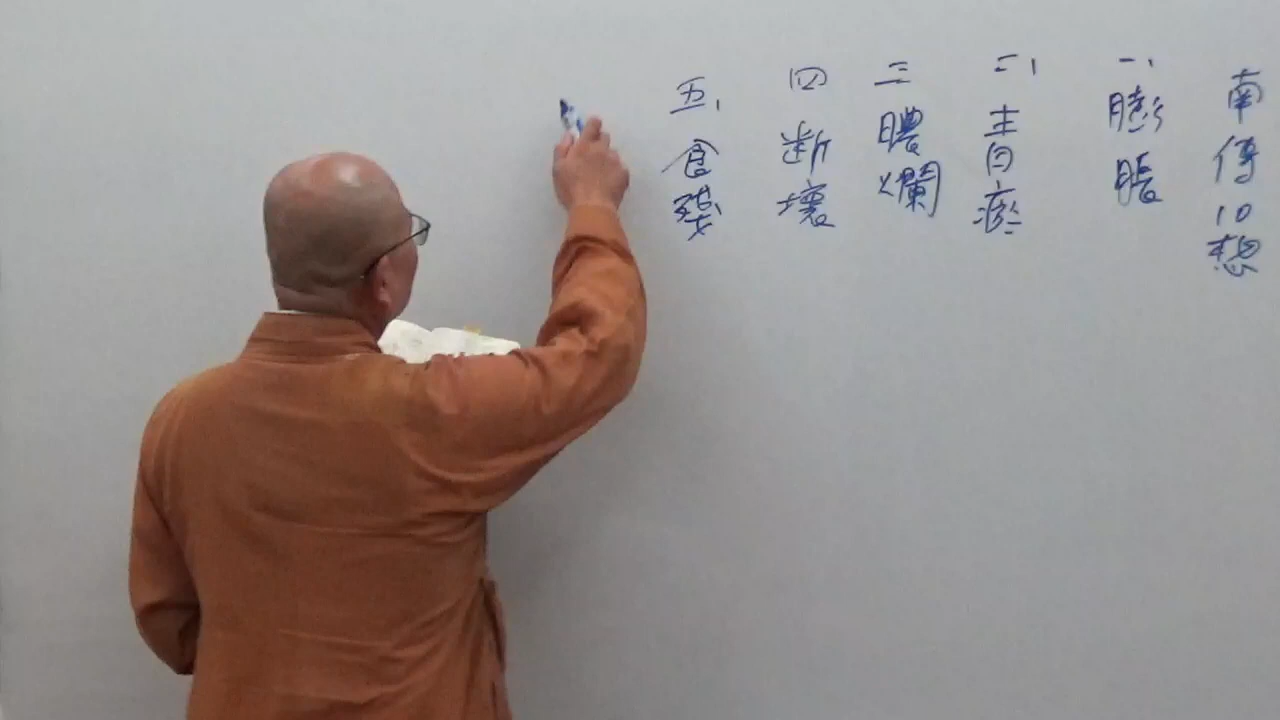 南傳10想
一、膨脹
二、青瘀
三膿爛
四斷壞
五、食殘